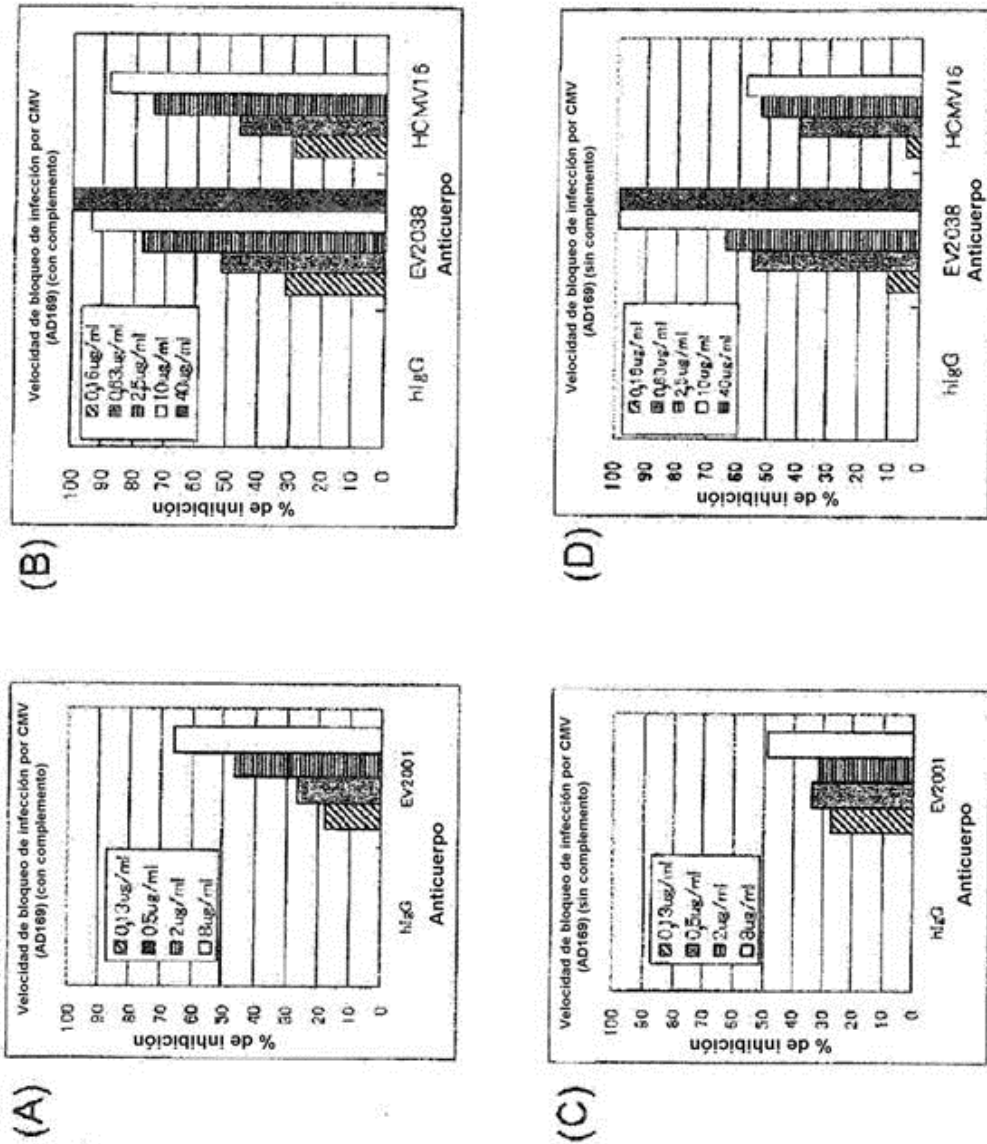 (A)
Velocidad de bloqueo de infección por CMV
(AD169) (con complemento)
% de inhibición
100
90
80
70
60
50
40
30
20
10
0
0,13ug/ml
0.5ug/ml
2ug/ml
8ug/ml
hIgG
EV2001
Anticuerpo
(B)
Velocidad de bloqueo de infección por CMV
(AD169) (con complemento)
% de inhibición
100
90
80
70
60
50
40
30
20
10
0
0,16ug/ml
0,63ug/ml
2,5ug/ml
10ug/ml
40ug/ml
hIgG
EV2038
HCMV16
Anticuerpo
(C)
Velocidad de bloqueo de infección por CMV
(AD169) (sin complemento)
% de inhibición
100
90
80
70
60
50
40
30
20
10
0
0,13ug/ml
0,5ug/ml
2ug/ml
8ug/ml
hIgG
EV2001
Anticuerpo
(D)
Velocidad de bloqueo de infección por CMV
(AD169) (sin complemento)
% de inhibición
100
90
80
70
60
50
40
30
20
10
0
0,16ug/ml
0,63ug/ml
2,5ug/ml
10ug/ml
40ug/ml
hIgG
EV2038
HCMV16
Anticuerpo